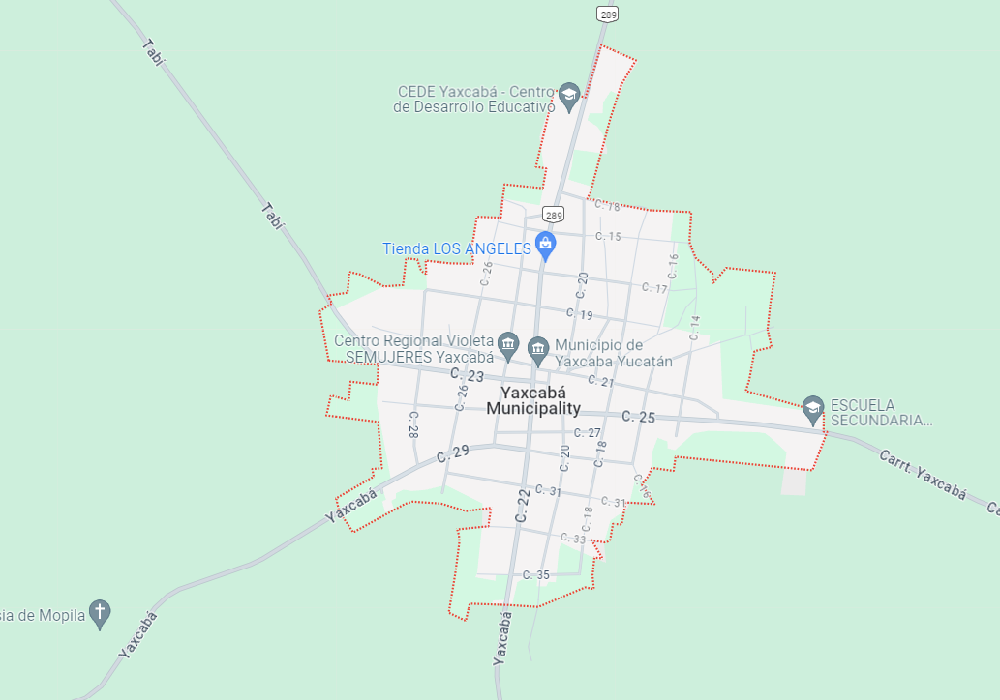 289
Tabí
CEDE Yaxcabá - Centro
de Desarrollo Educativo
C. 18
Tabí
289
C. 15
Tienda LOS ANGELES
C. 26
C. 16
C. 20
C. 17
C. 19
C. 14
Centro Regional Violeta
SEMUJERES Yaxcabá
Municipio de
Yaxcaba Yucatán
C. 23
C. 21
C. 26
Yaxcabá
Municipality
ESCUELA
SECUNDARIA...
C. 28
C. 25
C. 27
C. 29
C. 20
C. 18
Carrt. Yaxcabá
C. 16
C. 31
C. 31
Yaxcabá
C. 22
C. 18
C. 33
C. 35
de Mopila
Yaxcabá
Yaxcabá